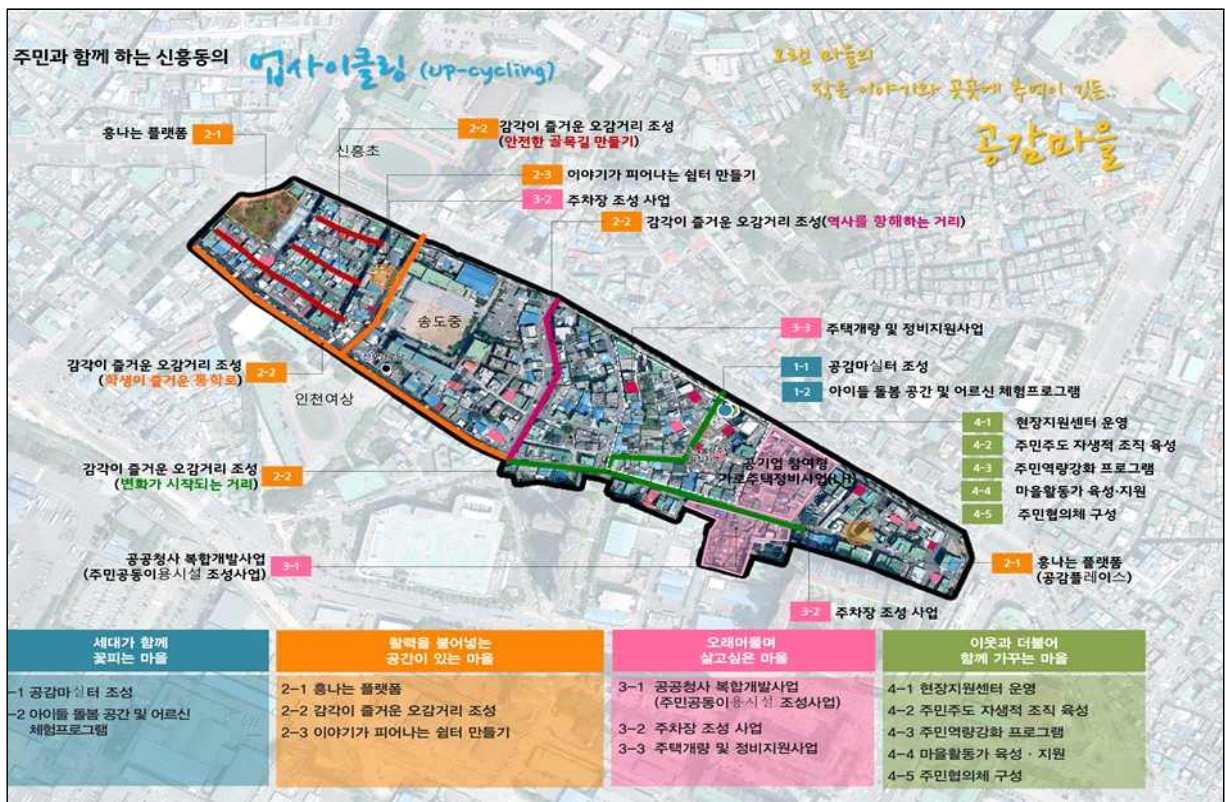 주민과 함께 하는 신흥동의 업사이클링 (UP-cycling)
오랜 마을의
작은 이야기와 곳곳에 추억이 깃든..
공감마을
흥나는 플랫폼 2-1
신흥초
2-2 감각이 즐거운 오감거리 조성
(안전한 골목길 만들기)
2-3 이야기가 피어나는 쉼터 만들기
3-2 주차장 조성 사업
2-2 감각이 즐거운 오감거리 조성(역사를 항해하는 거리)
송도중
3-3 주택개량 및 정비지원사업
감각이 즐거운 오감거리 조성
(학생이 즐거운 통학로) 2-2
인천여상
1-1 공감마실터 조성
1-2 아이들 돌봄 공간 및 어르신 체험프로그램
4-1 현장지원센터 운영
4-2 주민주도 자생적 조직 육성
4-3 주민역량강화 프로그램
4-4 마을활동가 육성·지원
4-5 주민협의체 구성
감각이 즐거운 오감거리 조성
(변화가 시작되는 거리) 2-2
공기업 참여형
가로주택정비사업(LH)
공공청사 복합개발사업
(주민공동이용시설 조성사업) 3-1
2-1 흥나는 플랫폼
(공감플레이스)
3-2 주차장 조성 사업
세대가 함께
꽃피는 마을
-1 공감마실터 조성
-2 아이들 돌봄 공간 및 어르신
체험프로그램
활력을 불어넣는
공간이 있는 마을
2-1 흥나는 플랫폼
2-2 감각이 즐거운 오감거리 조성
2-3 이야기가 피어나는 쉼터 만들기
오래머물며
살고싶은 마을
3-1 공공청사 복합개발사업
(주민공동이용시설 조성사업)
3-2 주차장 조성 사업
3-3 주택개량 및 정비지원사업
이웃과 더불어
함께 가꾸는 마을
4-1 현장지원센터 운영
4-2 주민주도 자생적 조직 육성
4-3 주민역량강화 프로그램
4-4 마을활동가 육성 · 지원
4-5 주민협의체 구성